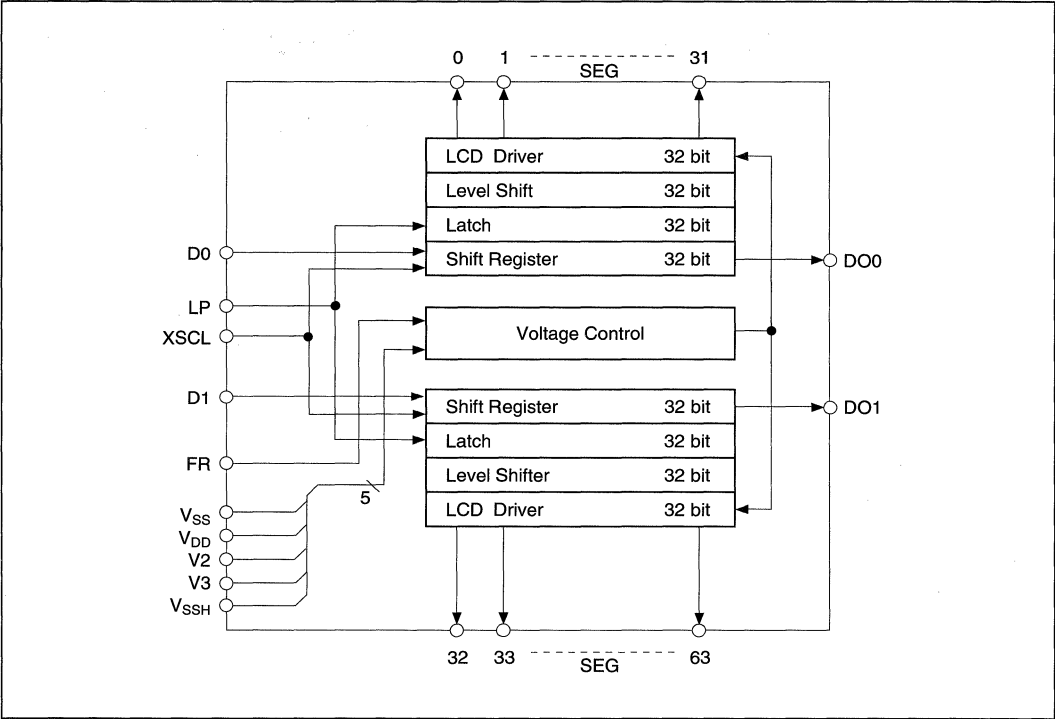 0 1 31
SEG
LCD Driver 32 bit
Level Shift 32 bit
Latch 32 bit
D0
Shift Register 32 bit
DO0
LP
XSCL
Voltage Control
D1
Shift Register 32 bit
DO1
Latch 32 bit
FR
Level Shifter 32 bit
5
LCD Driver 32 bit
VSS
VDD
V2
V3
VSSH
32 33 63
SEG